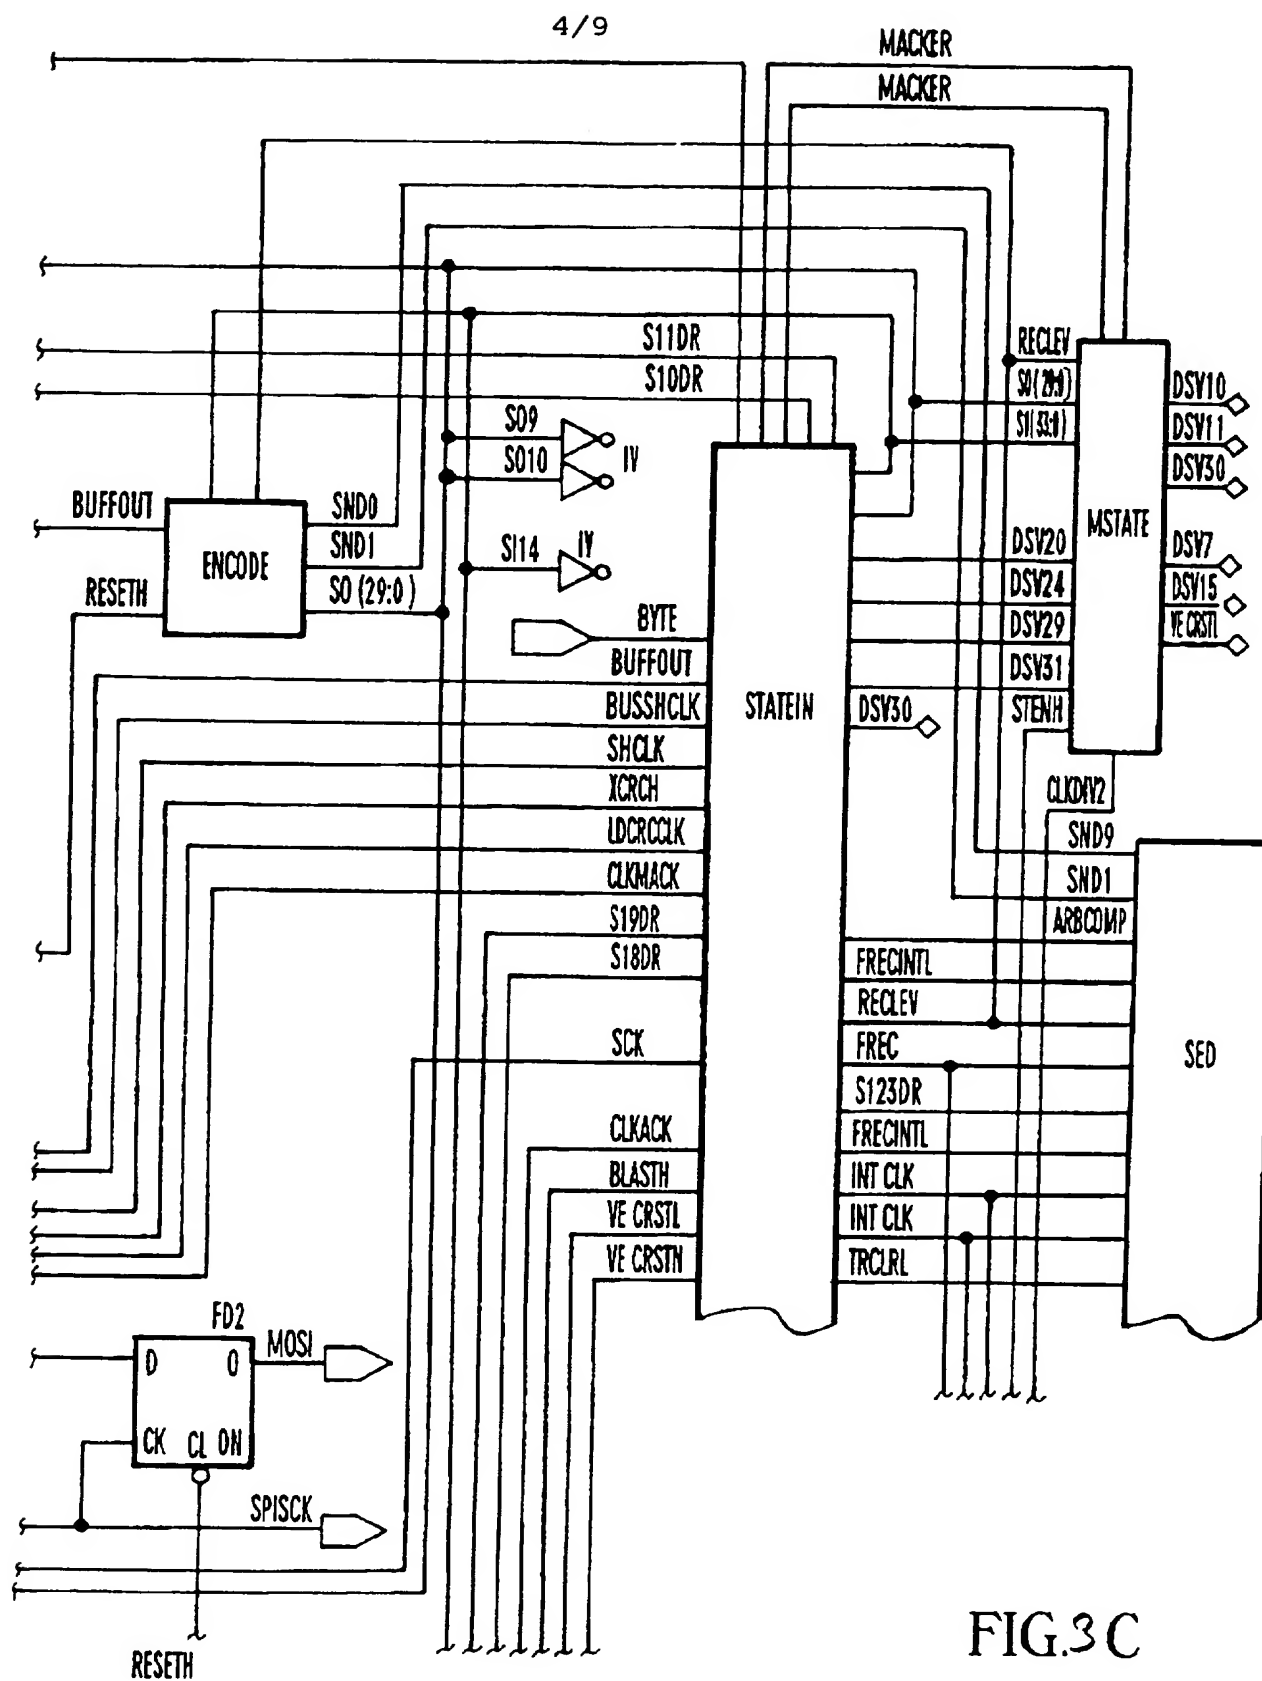 4/9
MACKER
MACKER
S11DR
S10DR
RECLEV
S0(29:0)
S1(33:0)
DSV10
DSV11
DSV30
SO9
SO10
IV
BUFFOUT
SND0
SND1
SO (29:0)
ENCODE
RESETH
SI14
IV
MSTATE
DSV20
DSV24
DSV29
DSV31
STENH
DSV7
DSV15
VE CRSTL
BYTE
BUFFOUT
BUSSHCLK
SHCLK
XCRCH
LDCRCCLK
CLKMACK
S19DR
S18DR
SCK
CLKACK
BLASTH
VE CRSTL
VE CRSTN
STATEIN
DSV30
CLKDIV2
SND9
SND1
ARBCOMP
FRECINTL
RECLEV
FREC
S123DR
FRECINTL
INT CLK
INT CLK
TRCLRL
SED
FD2
D
O
MOSI
CK
CL
ON
SPISCK
RESETH
FIG.3C